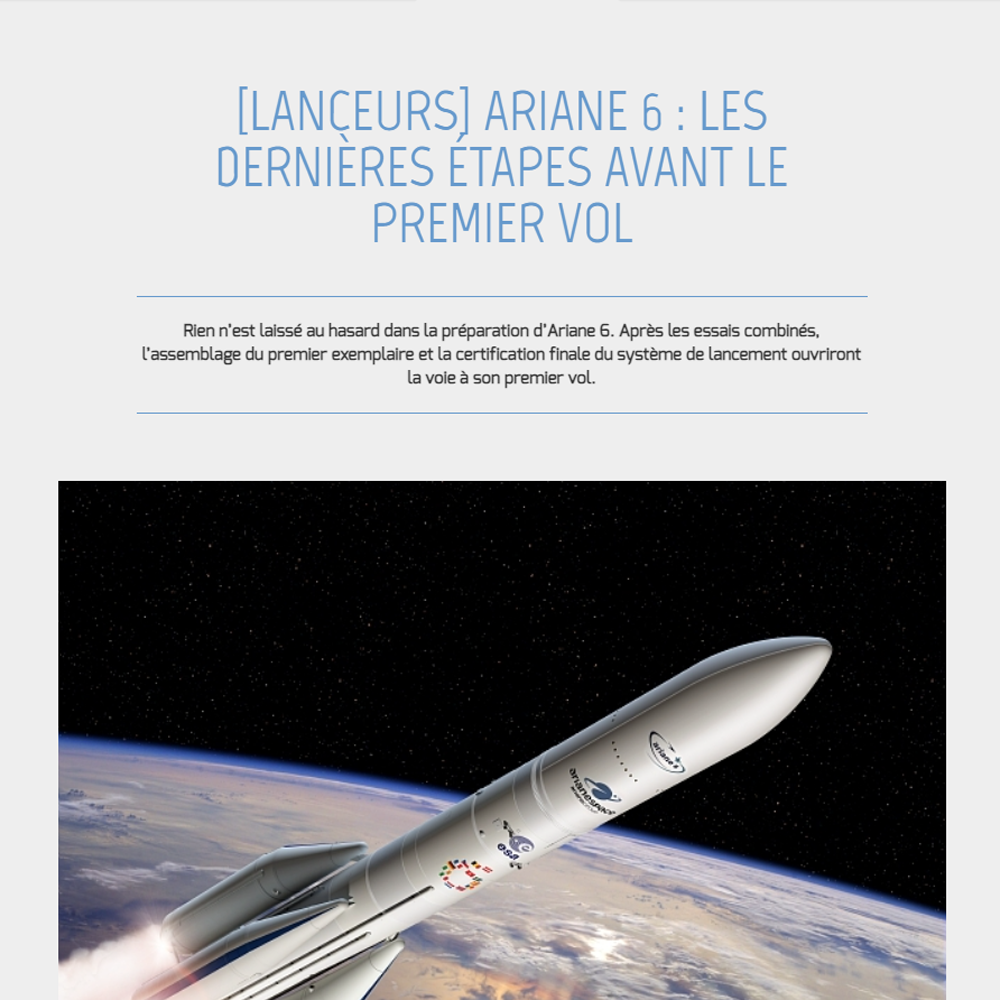 [LANCEURS] ARIANE 6 : LES
DERNIÈRES ÉTAPES AVANT LE
PREMIER VOL
Rien n'est laissé au hasard dans la préparation d'Ariane 6. Après les essais combinés,
l'assemblage du premier exemplaire et la certification finale du système de lancement ouvriront
la voie à son premier vol.
ariane 6
arianespace
esa